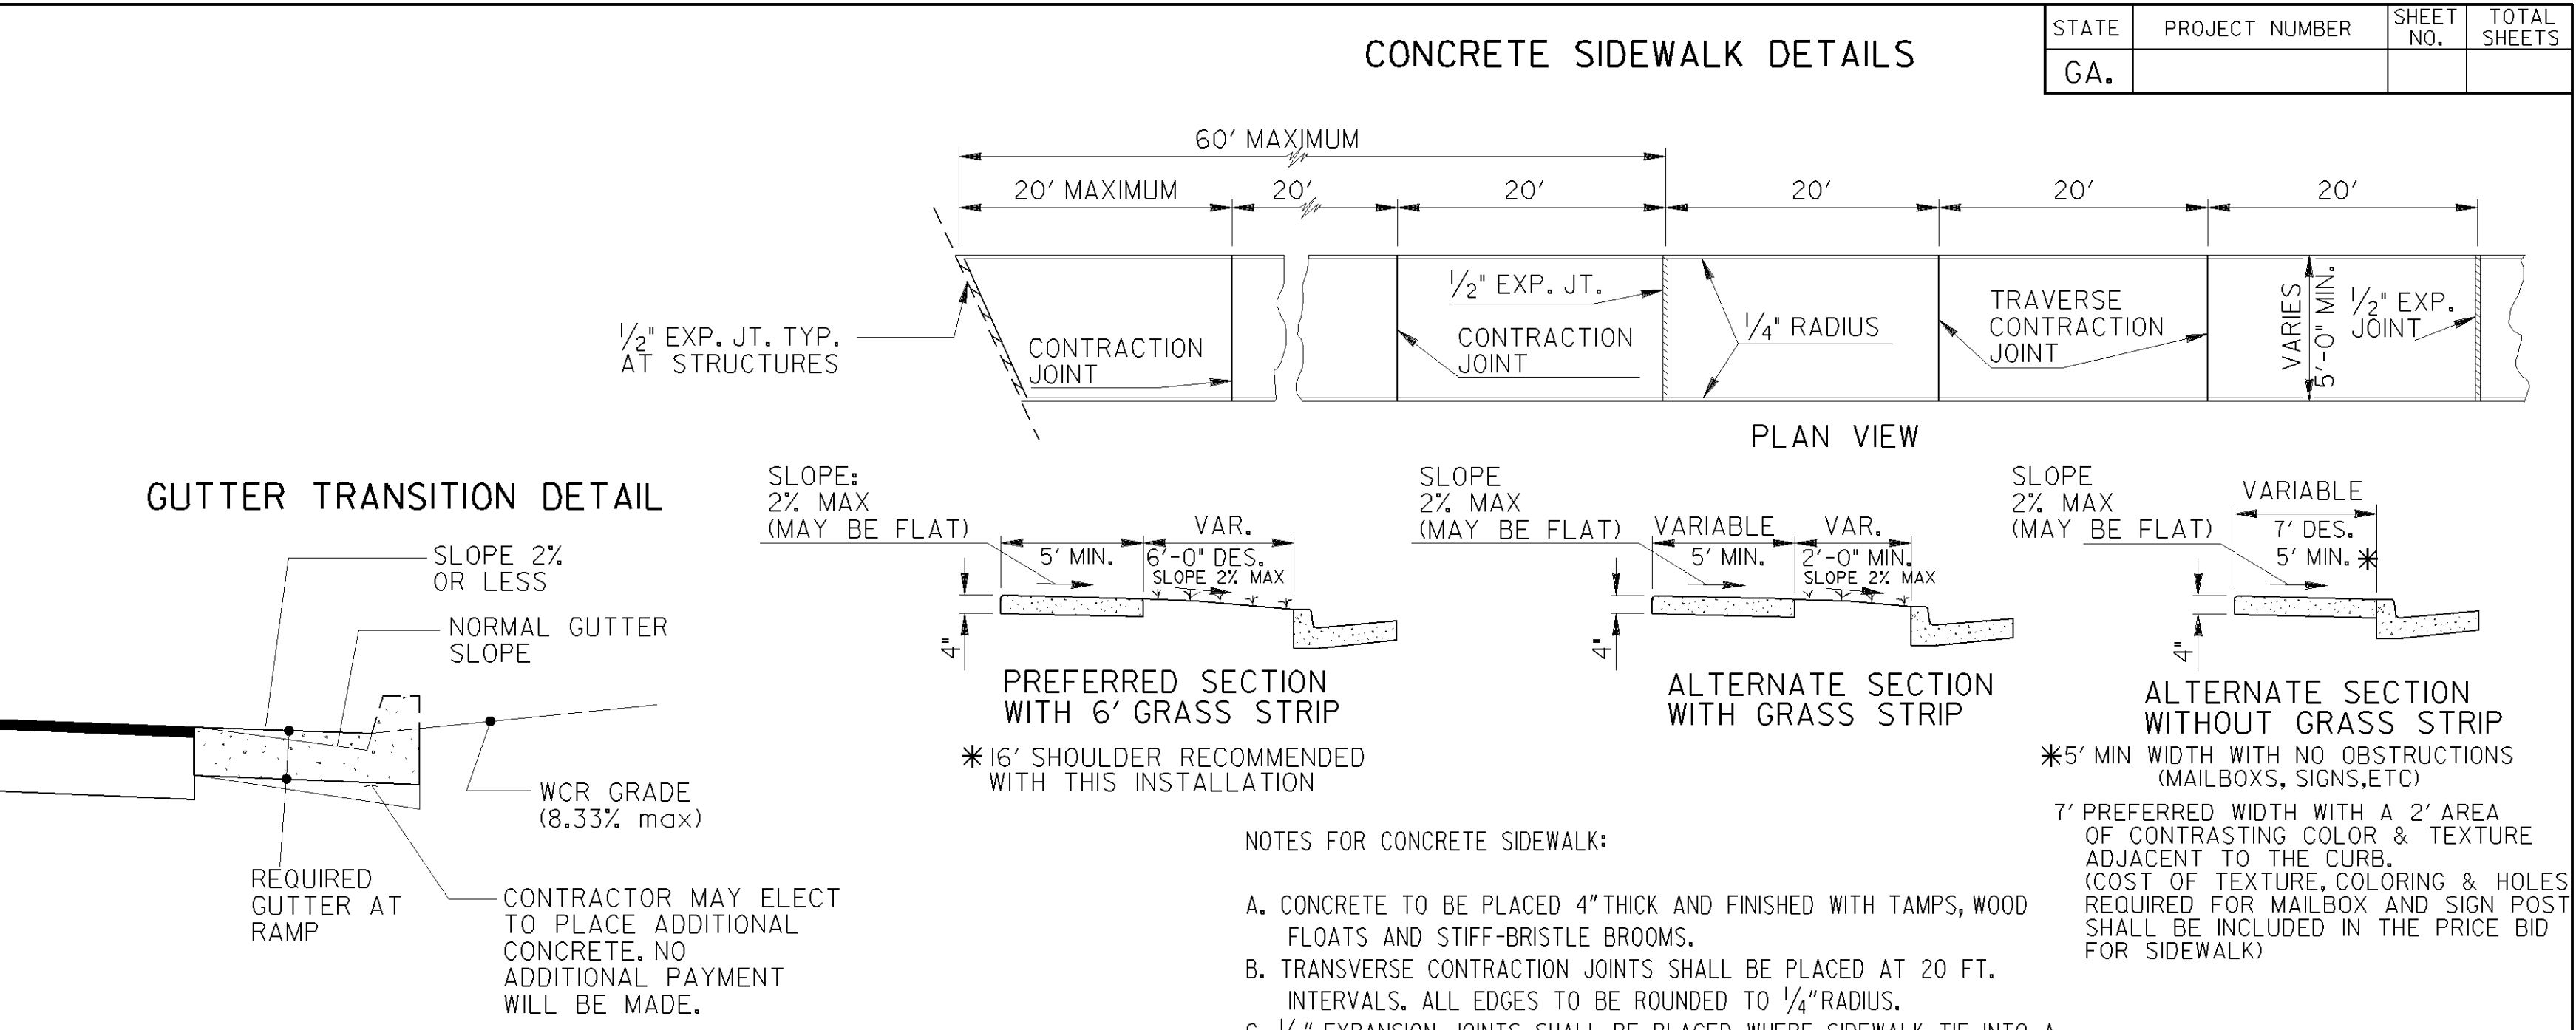 CONCRETE SIDEWALK DETAILS
STATE
PROJECT NUMBER
SHEET
NO.
TOTAL
SHEETS
GA.
60' MAXIMUM
20' MAXIMUM
20'
20'
20'
20'
20'
1/2" EXP. JT. TYP.
AT STRUCTURES
CONTRACTION
JOINT
1/2" EXP. JT.
CONTRACTION
JOINT
1/4" RADIUS
TRAVERSE
CONTRACTION
JOINT
VARIES
5'-0" MIN.
1/2" EXP.
JOINT
PLAN VIEW
GUTTER TRANSITION DETAIL
SLOPE 2%
OR LESS
NORMAL GUTTER
SLOPE
WCR GRADE
(8.33% max)
REQUIRED
GUTTER AT
RAMP
CONTRACTOR MAY ELECT
TO PLACE ADDITIONAL
CONCRETE. NO
ADDITIONAL PAYMENT
WILL BE MADE.
SLOPE:
2% MAX
(MAY BE FLAT)
5' MIN.
VAR.
6'-0" DES.
SLOPE 2% MAX
4"
PREFERRED SECTION
WITH 6' GRASS STRIP
*16' SHOULDER RECOMMENDED
WITH THIS INSTALLATION
SLOPE
2% MAX
(MAY BE FLAT)
VARIABLE
5' MIN.
VAR.
2'-0" MIN.
SLOPE 2% MAX
4"
ALTERNATE SECTION
WITH GRASS STRIP
SLOPE
2% MAX
(MAY BE FLAT)
VARIABLE
7' DES.
5' MIN. *
4"
ALTERNATE SECTION
WITHOUT GRASS STRIP
*5' MIN WIDTH WITH NO OBSTRUCTIONS
(MAILBOXS, SIGNS,ETC)
7' PREFERRED WIDTH WITH A 2' AREA
OF CONTRASTING COLOR & TEXTURE
ADJACENT TO THE CURB.
(COST OF TEXTURE, COLORING & HOLES
REQUIRED FOR MAILBOX AND SIGN POST
SHALL BE INCLUDED IN THE PRICE BID
FOR SIDEWALK)
NOTES FOR CONCRETE SIDEWALK:
A. CONCRETE TO BE PLACED 4" THICK AND FINISHED WITH TAMPS, WOOD
FLOATS AND STIFF-BRISTLE BROOMS.
B. TRANSVERSE CONTRACTION JOINTS SHALL BE PLACED AT 20 FT.
INTERVALS. ALL EDGES TO BE ROUNDED TO 1/4" RADIUS.
EXPANSION JOINTS SHALL BE PLACED WHERE SIDEWALK TIE INTO A